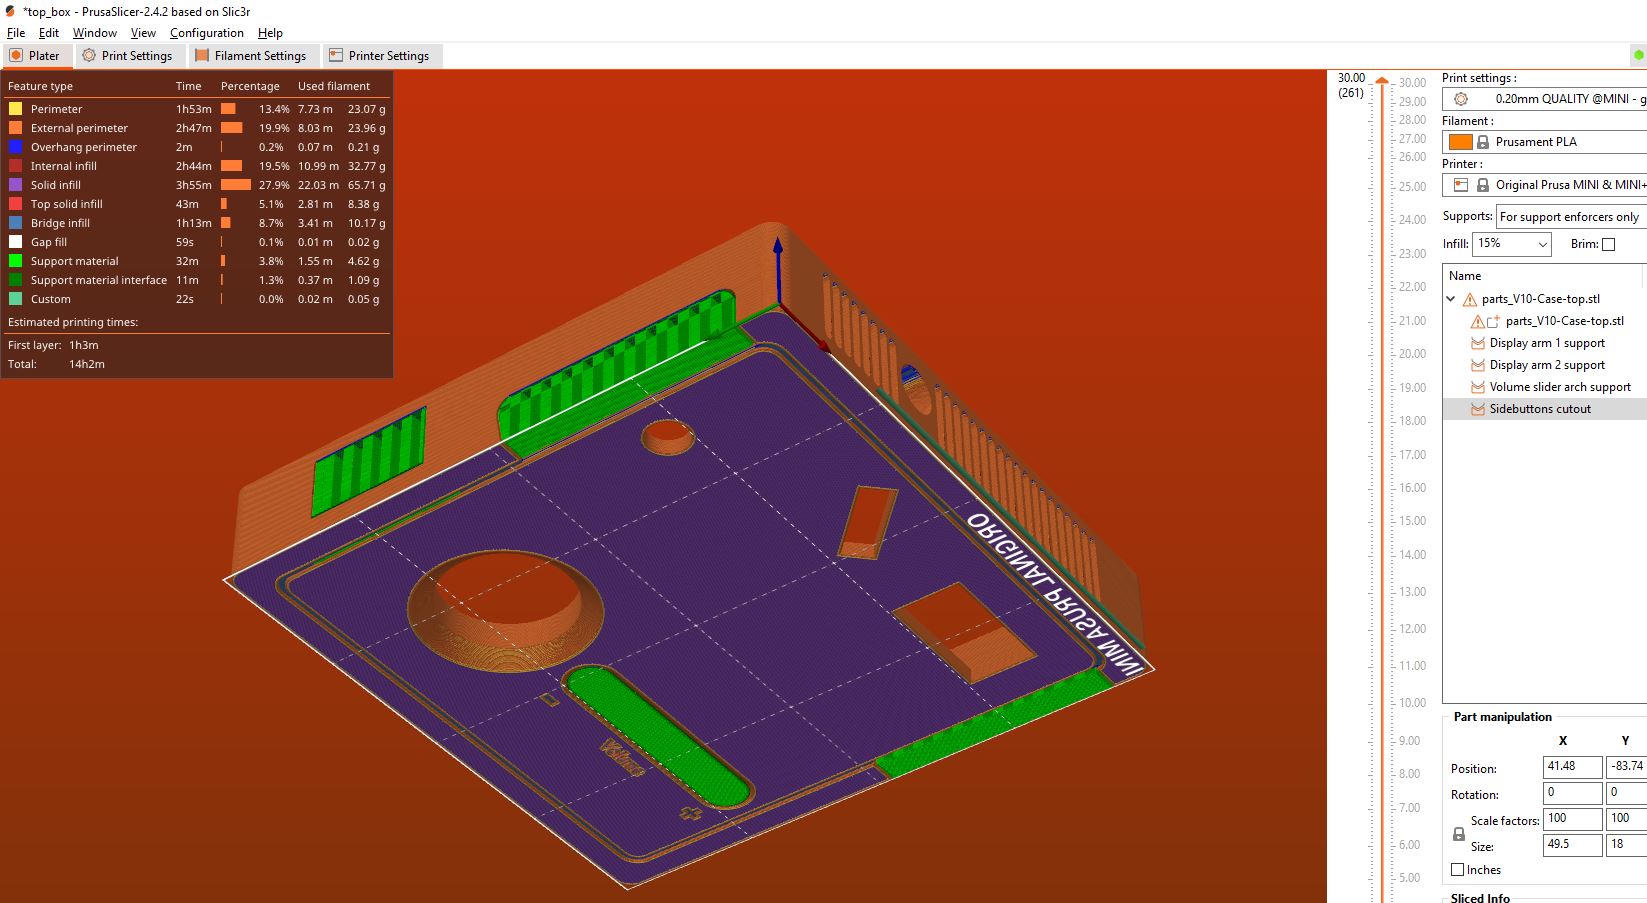 *top_box - PrusaSlicer-2.4.2 based on Slic3r
File Edit Window View Configuration Help
Plater Print Settings Filament Settings Printer Settings
Feature type Time Percentage Used filament
Perimeter 1h53m 13.4% 7.73 m 23.07 g
External perimeter 2h47m 19.9% 8.03 m 23.96 g
Overhang perimeter 2m 0.2% 0.07 m 0.21 g
Internal infill 2h44m 19.5% 10.99 m 32.77 g
Solid infill 3h55m 27.9% 22.03 m 65.71 g
Top solid infill 43m 5.1% 2.81 m 8.38 g
Bridge infill 1h13m 8.7% 3.41 m 10.17 g
Gap fill 59s 0.1% 0.01 m 0.02 g
Support material 32m 3.8% 1.55 m 4.62 g
Support material interface 11m 1.3% 0.37 m 1.09 g
Custom 22s 0.0% 0.02 m 0.05 g
Estimated printing times:
First layer: 1h3m
Total: 14h2m
ORIGINAL PRUSA MINI
Volume
30.00
(261)
30.00
29.00
28.00
27.00
26.00
25.00
24.00
23.00
22.00
21.00
20.00
19.00
18.00
17.00
16.00
15.00
14.00
13.00
12.00
11.00
10.00
9.00
8.00
7.00
6.00
5.00
Print settings :
0.20mm QUALITY @MINI - g
Filament :
Prusament PLA
Printer :
Original Prusa MINI & MINI+
Supports: For support enforcers only
Infill: 15% Brim:
Name
parts_V10-Case-top.stl
parts_V10-Case-top.stl
Display arm 1 support
Display arm 2 support
Volume slider arch support
Sidebuttons cutout
Part manipulation
X Y
Position: 41.48 -83.74
Rotation: 0 0
Scale factors: 100 100
Size: 49.5 18
Inches
Sliced Info